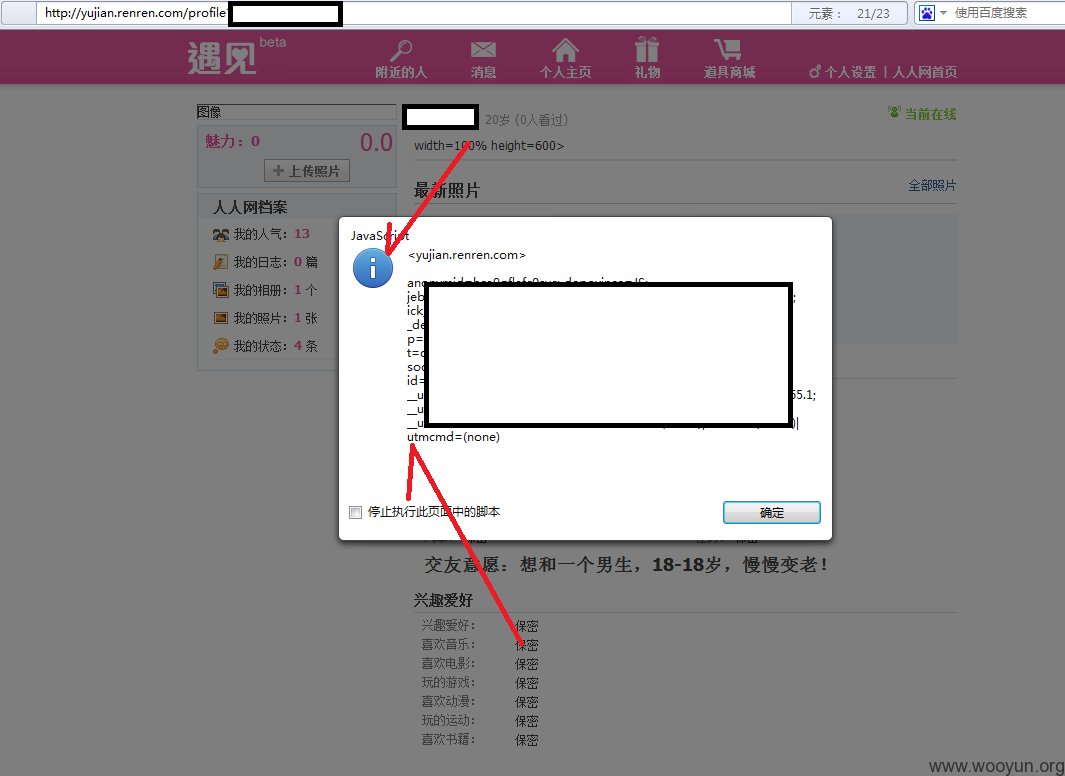 http://yujian.renren.com/profile
元素： 21/23
使用百度搜索
遇见 beta
附近的人 消息 个人主页 礼物 道具商城
个人设置 | 人人网首页
图像
20岁 (0人看过)
当前在线
魅力：0 0.0
上传照片
width=100% height=600>
最新照片
全部照片
人人网档案
我的人气：13
我的日志：0 篇
我的相册：1 个
我的照片：1 张
我的状态：4 条
JavaScript
<yujian.renren.com>
jeb
ick
_de
p=
t=
soc
id=
__u 55.1;
__u
__u
utmcmd=(none)
停止执行此页面中的脚本
确定
交友意愿：想和一个男生，18-18岁，慢慢变老！
兴趣爱好
兴趣爱好： 保密
喜欢音乐： 保密
喜欢电影： 保密
玩的游戏： 保密
喜欢动漫： 保密
玩的运动： 保密
喜欢书籍： 保密
www.wooyun.org